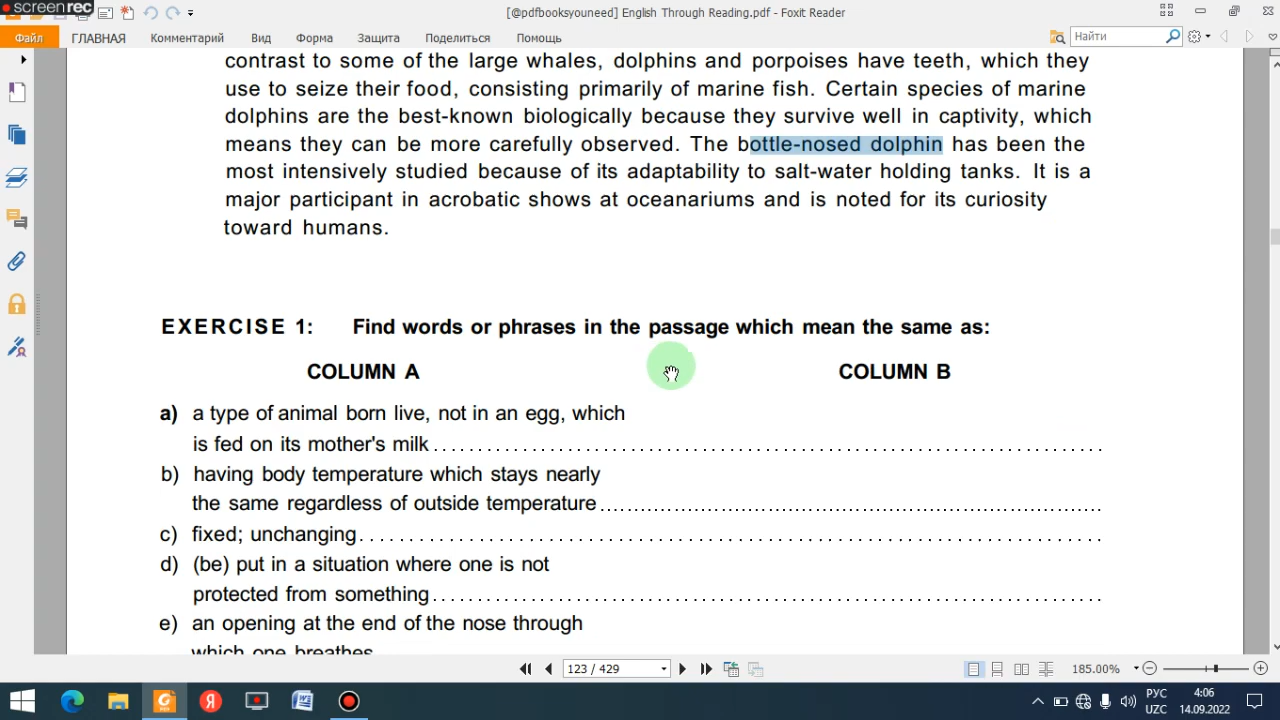 screenrec
[@pdfbooksyouneed] English Through Reading.pdf - Foxit Reader
Файл ГЛАВНАЯ Комментарий Вид Форма Защита Поделиться Помощь Найти
contrast to some of the large whales, dolphins and porpoises have teeth, which they
use to seize their food, consisting primarily of marine fish. Certain species of marine
dolphins are the best-known biologically because they survive well in captivity, which
means they can be more carefully observed. The bottle-nosed dolphin has been the
most intensively studied because of its adaptability to salt-water holding tanks. It is a
major participant in acrobatic shows at oceanariums and is noted for its curiosity
toward humans.
EXERCISE 1: Find words or phrases in the passage which mean the same as:
COLUMN A COLUMN B
a) a type of animal born live, not in an egg, which
is fed on its mother's milk
b) having body temperature which stays nearly
the same regardless of outside temperature
c) fixed; unchanging
d) (be) put in a situation where one is not
protected from something
e) an opening at the end of the nose through
which one breathes
123 / 429 185.00%
РУС 4:06
UZC 14.09.2022